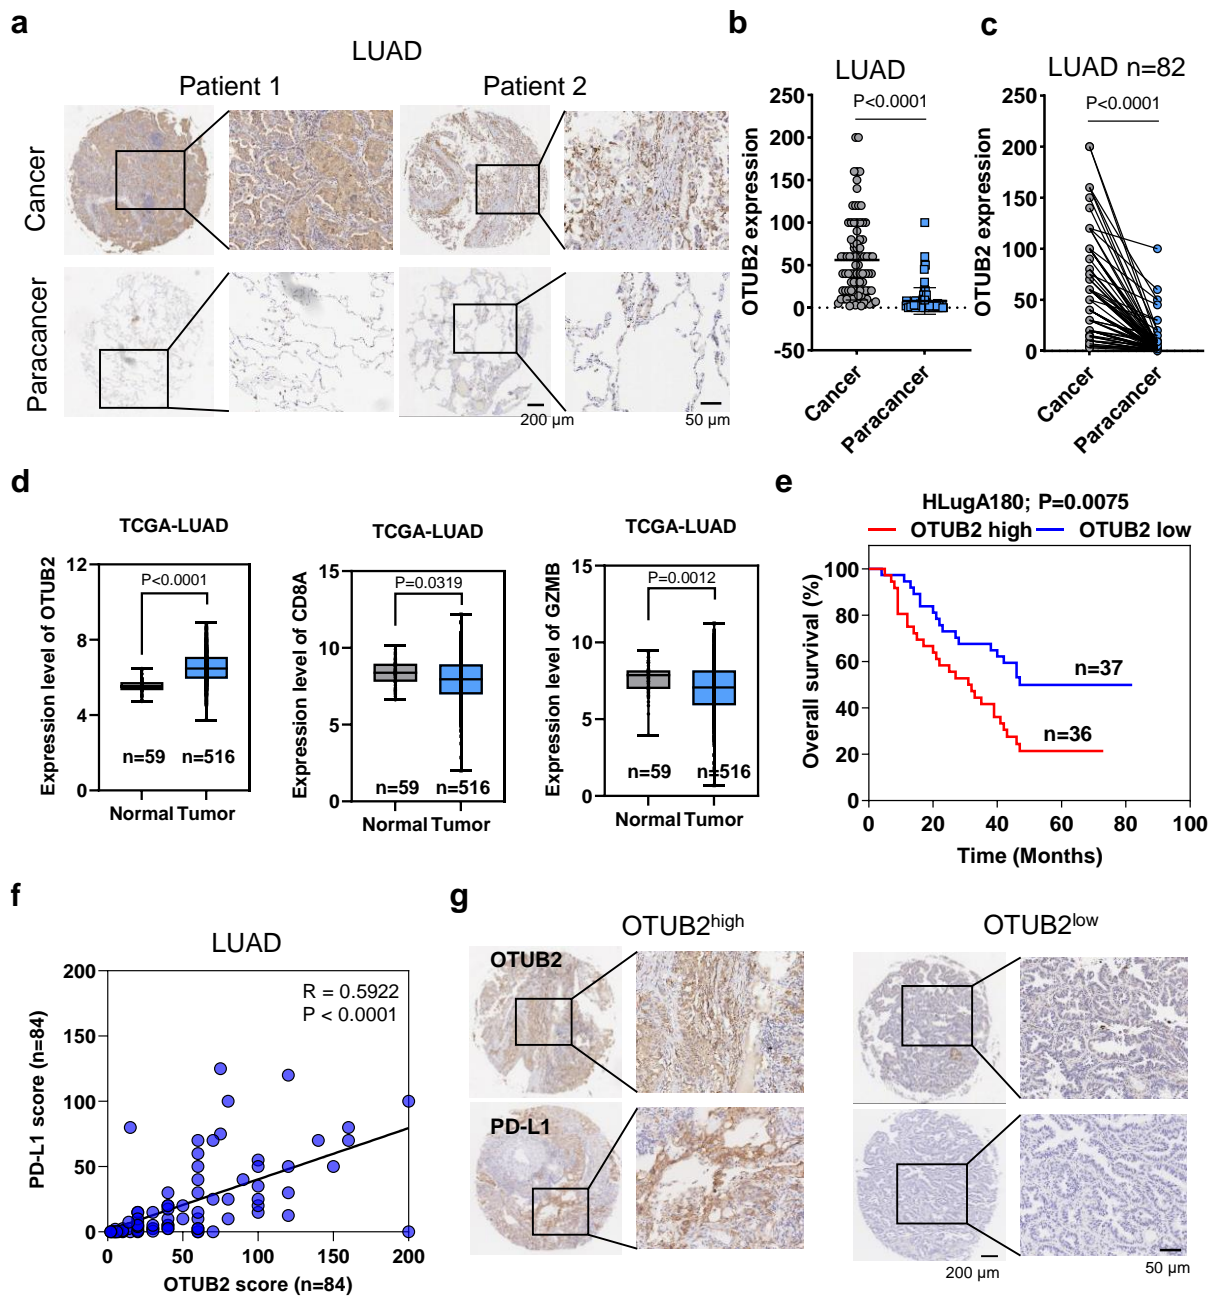 a
LUAD
Patient 1
Patient 2
Cancer
Paracancer
200 µm
50 µm
b
LUAD
P<0.0001
OTUB2 expression
250
200
150
100
50
0
-50
Cancer
Paracancer
c
LUAD n=82
P<0.0001
OTUB2 expression
250
200
150
100
50
0
Cancer
Paracancer
d
TCGA-LUAD
P<0.0001
Expression level of OTUB2
12
8
4
0
n=59
n=516
Normal Tumor
TCGA-LUAD
P=0.0319
Expression level of CD8A
15
10
5
0
n=59
n=516
Normal Tumor
TCGA-LUAD
P=0.0012
Expression level of GZMB
15
10
5
0
n=59
n=516
Normal Tumor
e
HLugA180; P=0.0075
OTUB2 high
OTUB2 low
Overall survival (%)
100
80
60
40
20
0
n=37
n=36
0 20 40 60 80 100
Time (Months)
f
LUAD
R = 0.5922
P < 0.0001
PD-L1 score (n=84)
200
150
100
50
0
0 50 100 150 200
OTUB2 score (n=84)
g
OTUB2high
OTUB2low
OTUB2
PD-L1
200 µm
50 µm